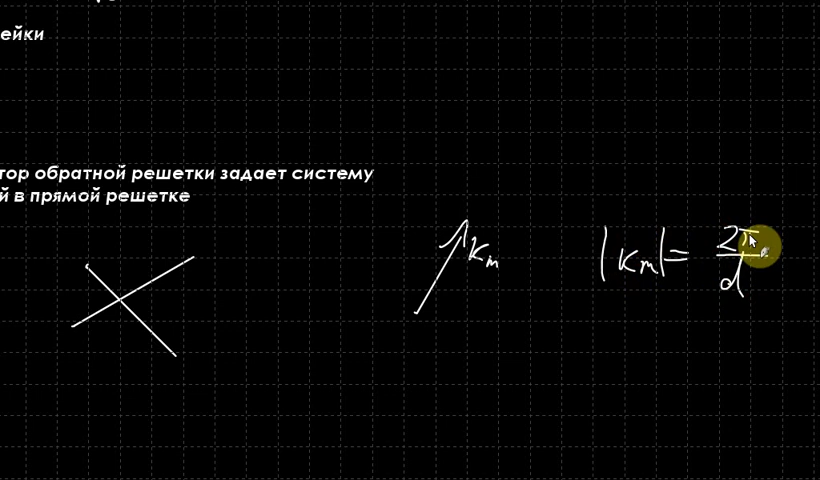 ейки
тор обратной решетки задает систему
й в прямой решетке
K_m
|K_m| = 2π/d